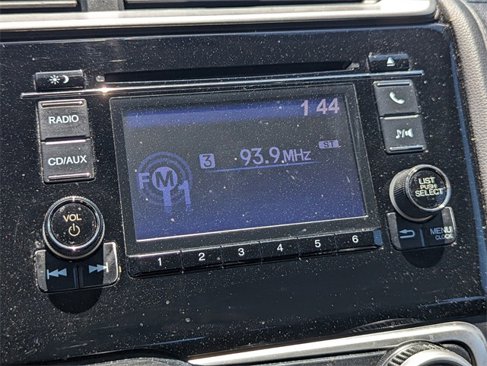 1 44
RADIO
CD/AUX
3 93.9 MHz ST
FM 1
VOL
LIST
PUSH
SELECT
MENU
CLOCK
1 2 3 4 5 6